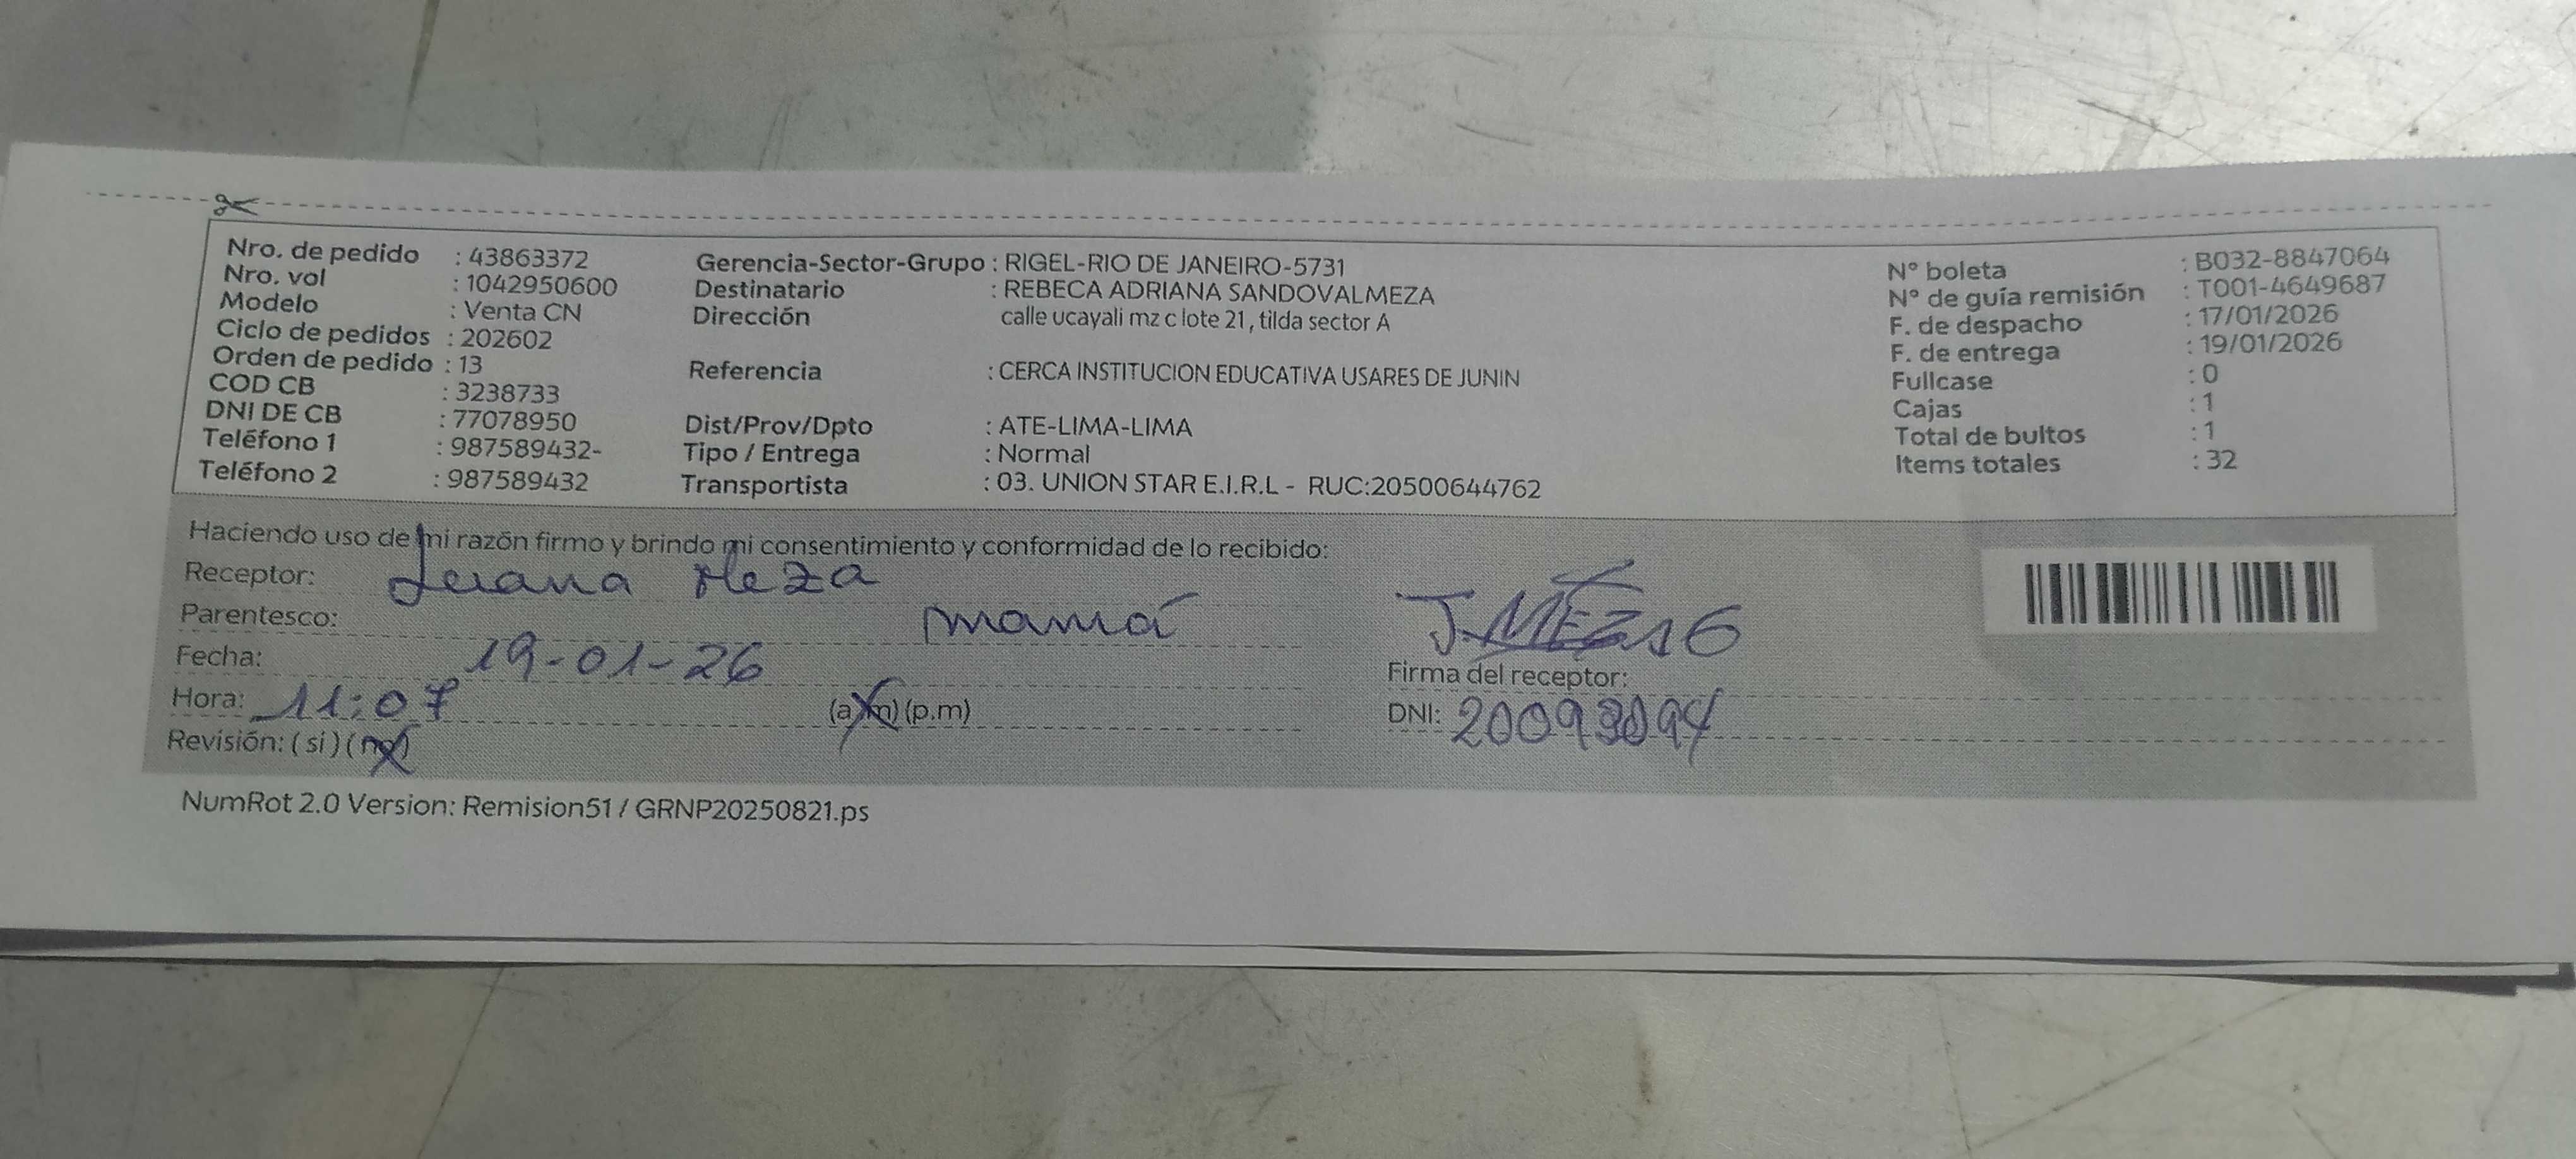 Nro. de pedido : 43863372
Nro. vol : 1042950600
Modelo : Venta CN
Ciclo de pedidos : 202602
Orden de pedido : 13
COD CB : 3238733
DNI DE CB : 77078950
Teléfono 1 : 987589432-
Teléfono 2 : 987589432
Gerencia-Sector-Grupo : RIGEL-RIO DE JANEIRO-5731
Destinatario : REBECA ADRIANA SANDOVALMEZA
Dirección calle ucayali mz c lote 21, tilda sector A
Referencia : CERCA INSTITUCION EDUCATIVA USARES DE JUNIN
Dist/Prov/Dpto : ATE-LIMA-LIMA
Tipo / Entrega : Normal
Transportista : 03. UNION STAR E.I.R.L - RUC:20500644762
N° boleta : B032-8847064
N° de guía remisión : T001-4649687
F. de despacho : 17/01/2026
F. de entrega : 19/01/2026
Fullcase : 0
Cajas : 1
Total de bultos : 1
Items totales : 32
Haciendo uso de mi razón firmo y brindo mi consentimiento y conformidad de lo recibido:
Receptor: Meza
Parentesco: mamá
Fecha: 19-01-26
Hora: 11:07 (a.m) (p.m)
Revisión: ( si ) ( no )
Firma del receptor:
DNI:
NumRot 2.0 Version: Remision51 / GRNP20250821.ps